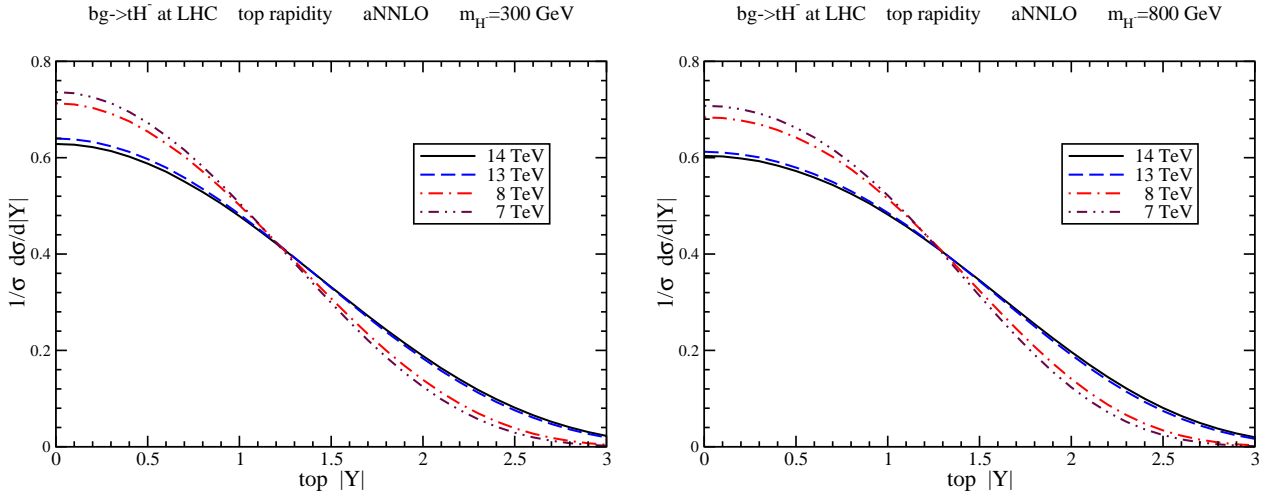 bg->tH⁻ at LHC top rapidity aNNLO m_H⁻=300 GeV
0.8
0.6
0.4
0.2
0
1/σ dσ/d|Y|
14 TeV
13 TeV
8 TeV
7 TeV
0 0.5 1 1.5 2 2.5 3
top |Y|
bg->tH⁻ at LHC top rapidity aNNLO m_H⁻=800 GeV
0.8
0.6
0.4
0.2
0
1/σ dσ/d|Y|
14 TeV
13 TeV
8 TeV
7 TeV
0 0.5 1 1.5 2 2.5 3
top |Y|